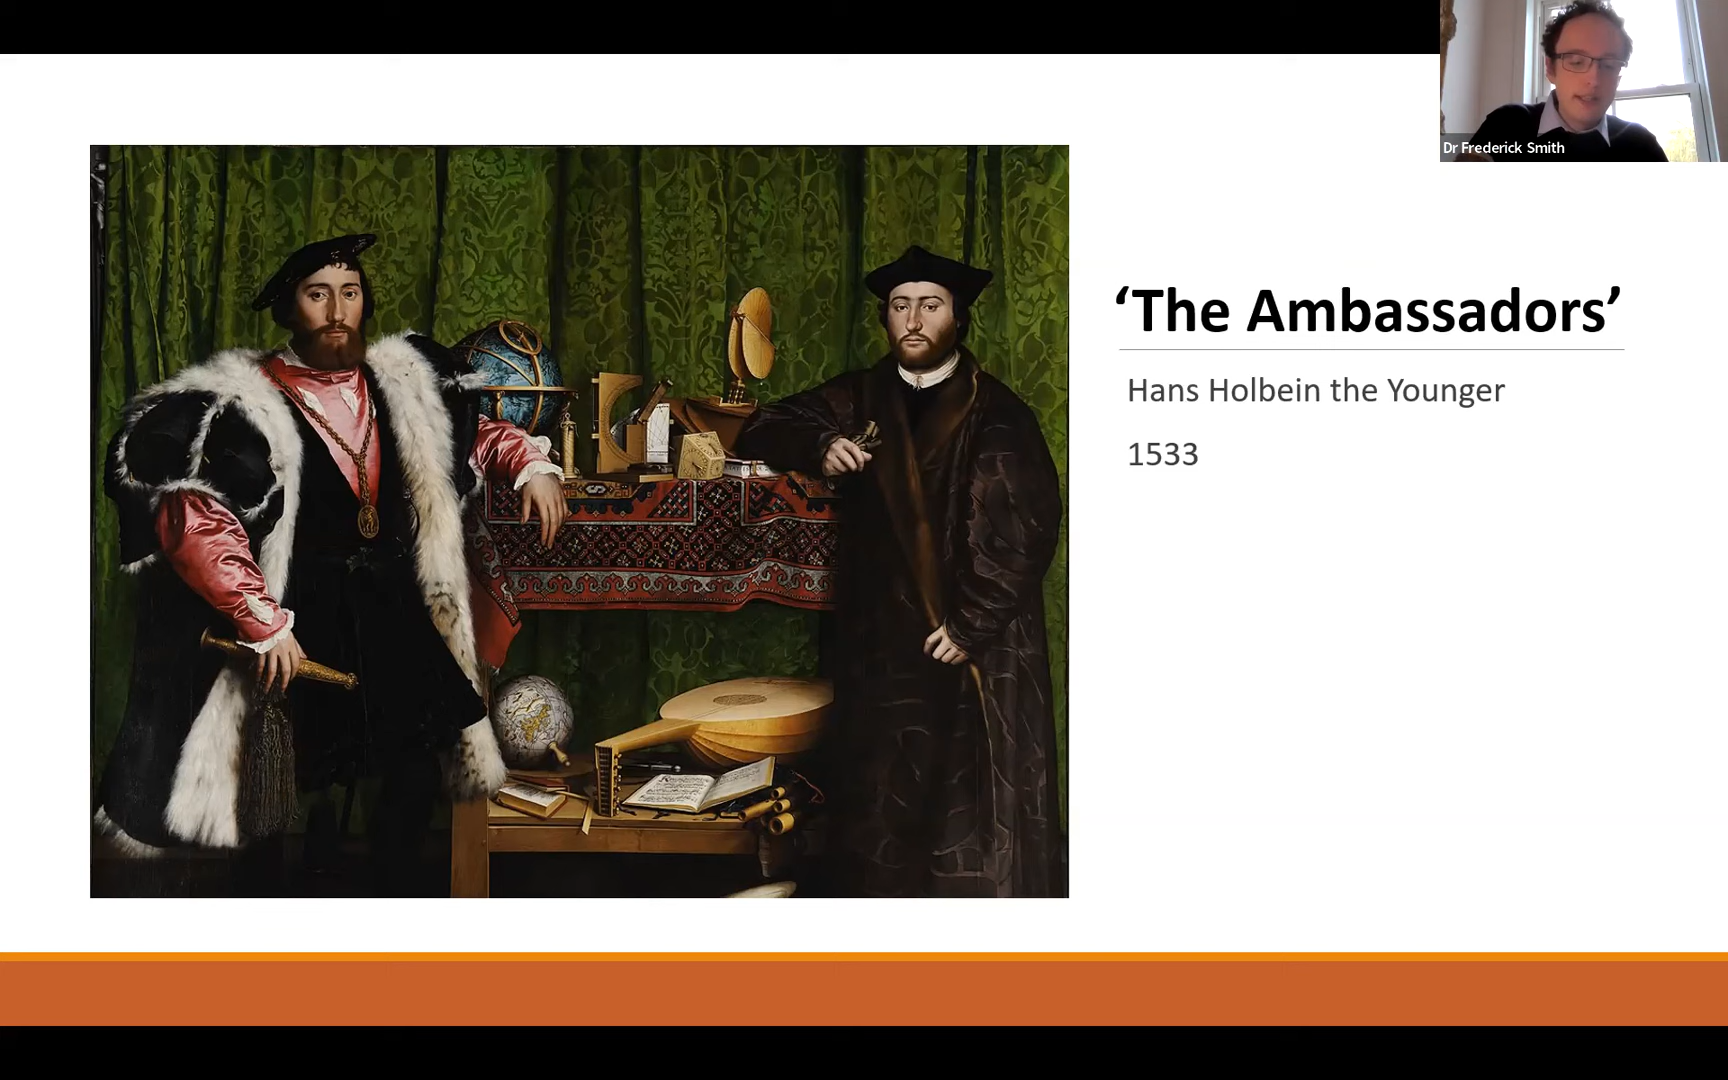 Dr Frederick Smith
‘The Ambassadors’
Hans Holbein the Younger
1533